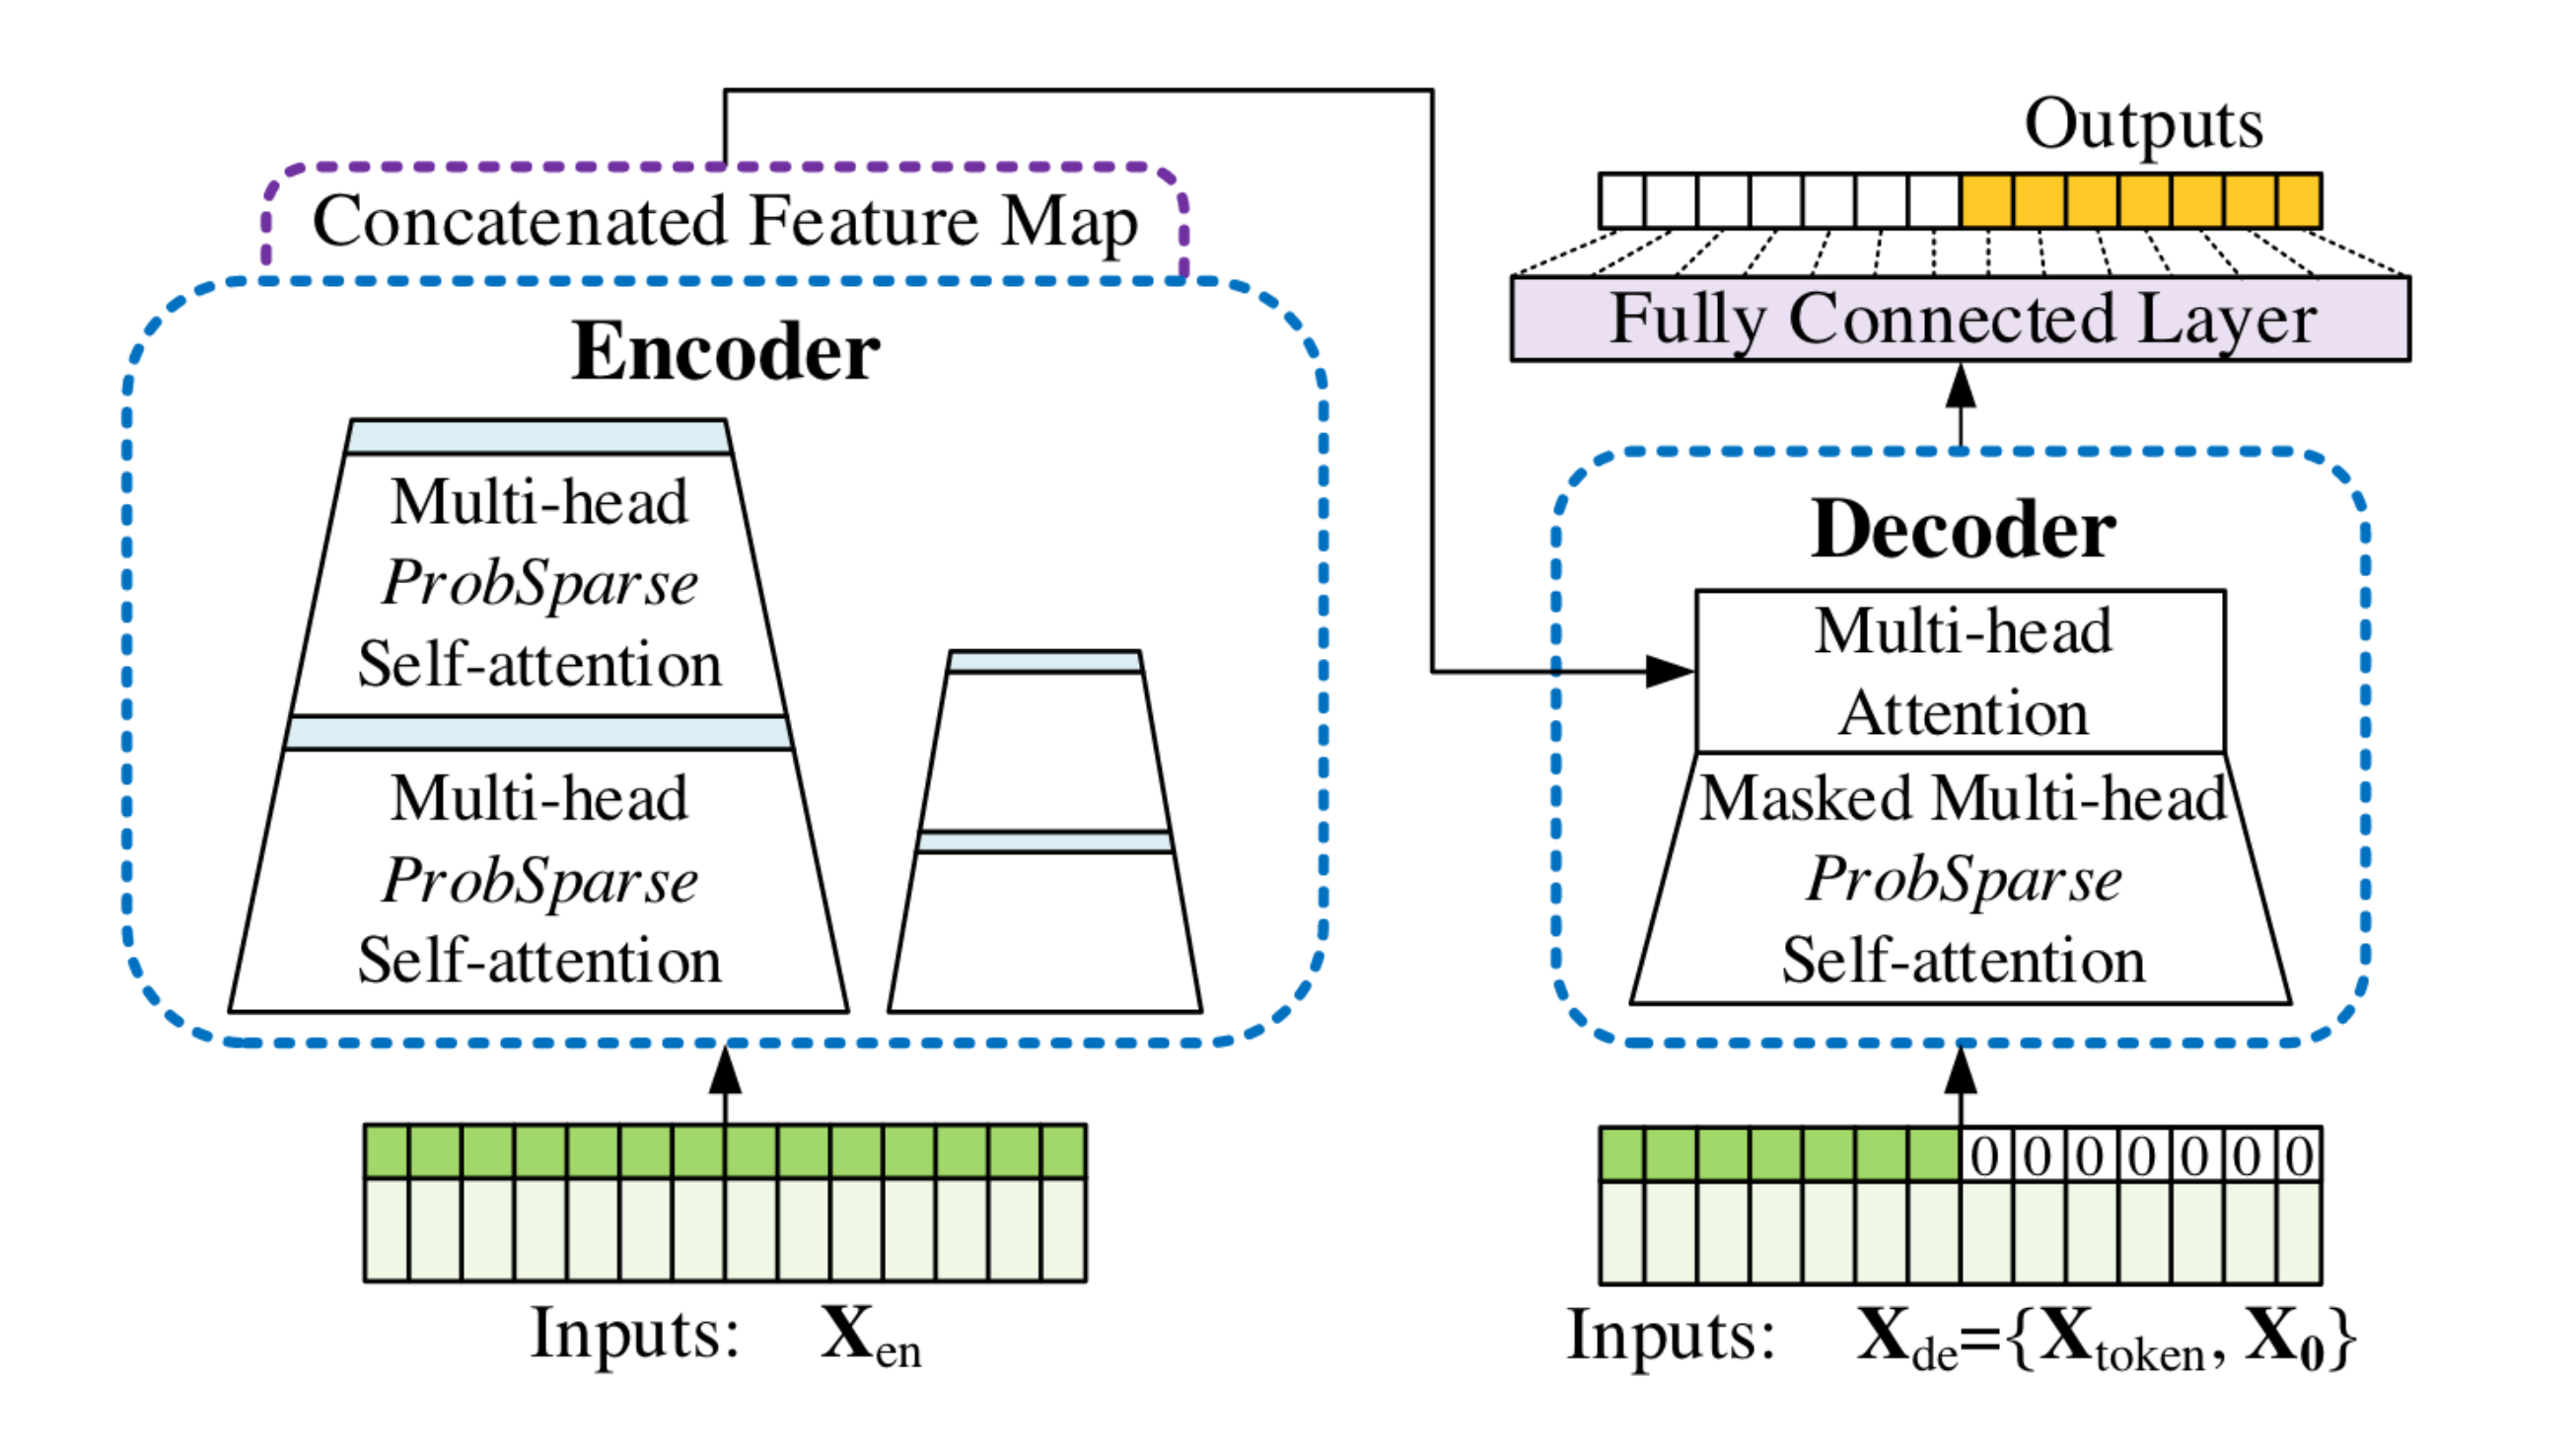 Concatenated Feature Map
Encoder
Multi-head
ProbSparse
Self-attention
Multi-head
ProbSparse
Self-attention
Inputs: Xen
Outputs
Fully Connected Layer
Decoder
Multi-head
Attention
Masked Multi-head
ProbSparse
Self-attention
0 0 0 0 0 0 0
Inputs: Xde={Xtoken, X0}